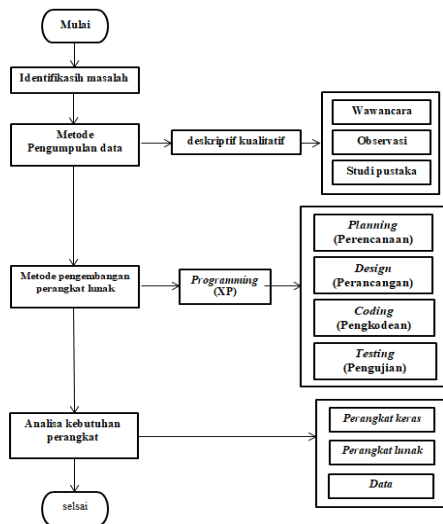 Mulai
Identifikasih masalah
Metode
Pengumpulan data
deskriptif kualitatif
Wawancara
Observasi
Studi pustaka
Metode pengembangan
perangkat lunak
Programming
(XP)
Planning
(Perencanaan)
Design
(Perancangan)
Coding
(Pengkodean)
Testing
(Pengujian)
Analisa kebutuhan
perangkat
Perangkat keras
Perangkat lunak
Data
selsai